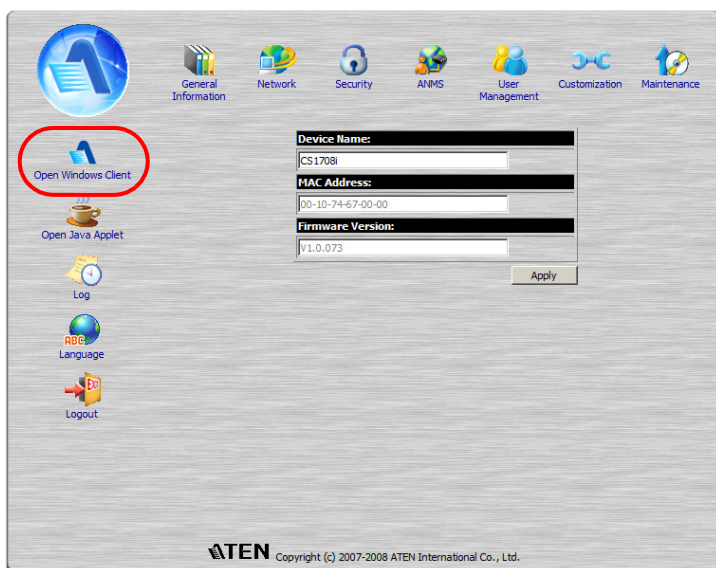 General
Information
Network
Security
ANMS
User
Management
Customization
Maintenance
Open Windows Client
Open Java Applet
Log
ABC
Language
EXIT
Logout
Device Name:
CS1708i
MAC Address:
00-10-74-67-00-00
Firmware Version:
V1.0.073
Apply
ATEN Copyright (c) 2007-2008 ATEN International Co., Ltd.